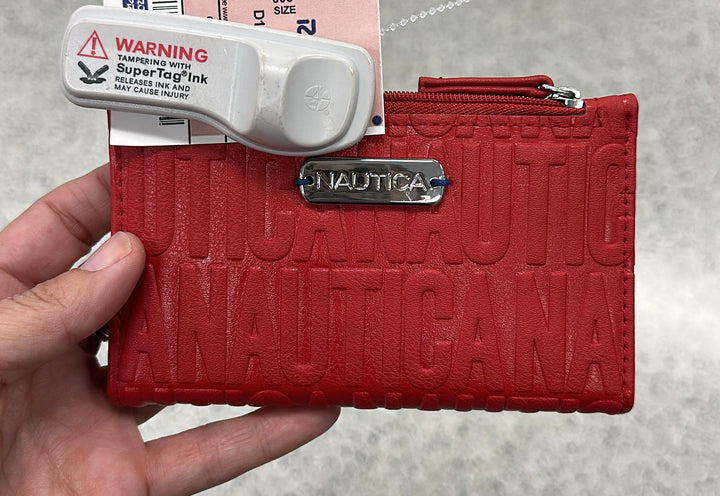 SIZE
WARNING
TAMPERING WITH
SuperTag® Ink
RELEASES INK AND
MAY CAUSE INJURY
NAUTICA
UTICANAUTIC
ANAUTICANA